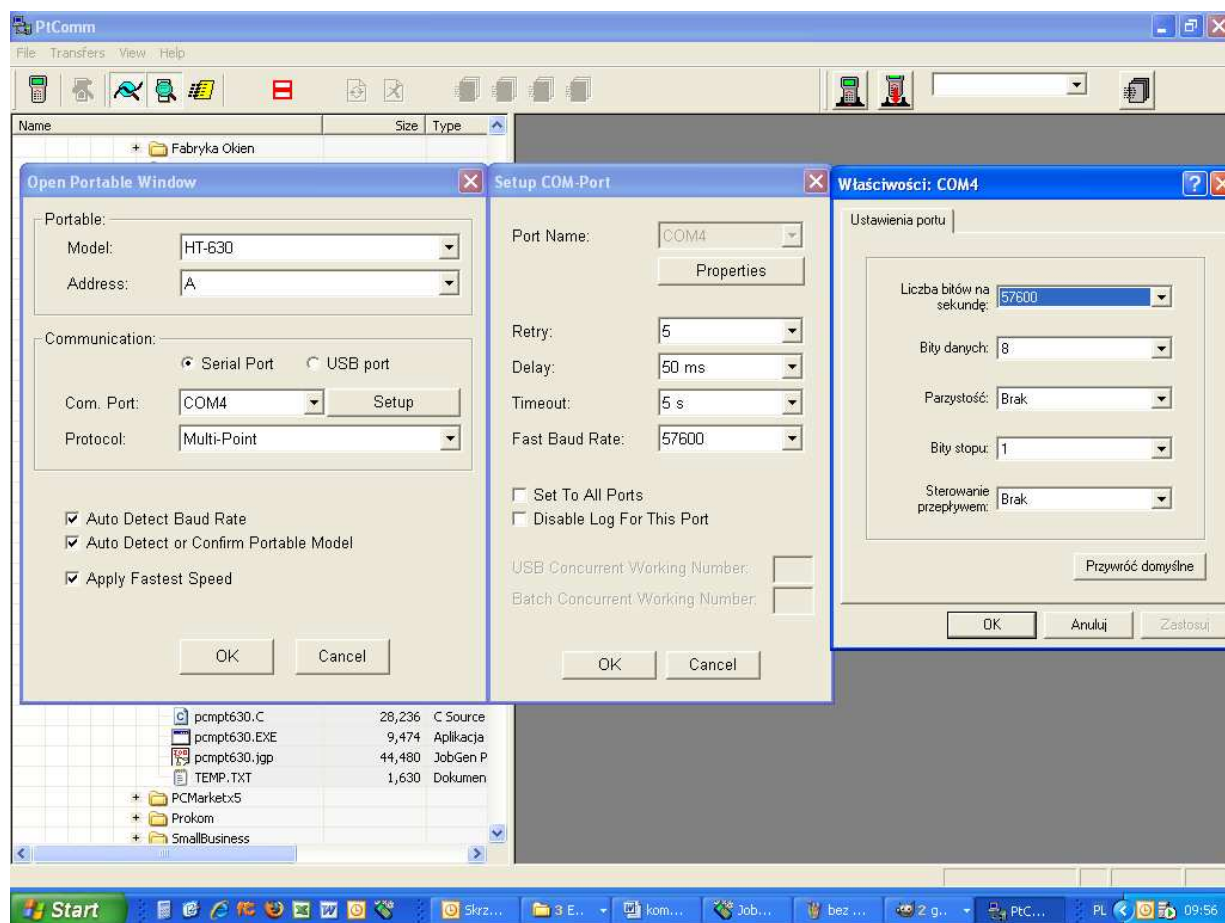 PtComm
File Transfers View Help
Name Size Type
Fabryka Okien
Open Portable Window
Portable:
Model: HT-630
Address: A
Communication:
Serial Port USB port
Com. Port: COM4 Setup
Protocol: Multi-Point
Auto Detect Baud Rate
Auto Detect or Confirm Portable Model
Apply Fastest Speed
OK Cancel
Setup COM-Port
Port Name: COM4
Properties
Retry: 5
Delay: 50 ms
Timeout: 5 s
Fast Baud Rate: 57600
Set To All Ports
Disable Log For This Port
USB Concurrent Working Number:
Batch Concurrent Working Number:
OK Cancel
Właściwości: COM4
Ustawienia portu
Liczba bitów na
sekundę: 57600
Bity danych: 8
Parzystość: Brak
Bity stopu: 1
Sterowanie
przepływem: Brak
Przywróć domyślne
OK Anuluj Zastosuj
pcmpt630.C 28,236 C Source
pcmpt630.EXE 9,474 Aplikacja
pcmpt630.jgp 44,480 JobGen P
TEMP.TXT 1,630 Dokumen
PCMarketx5
Prokom
SmallBusiness
Start Skrz... 3 E... kom... Job... bez ... 2 g.. PtC... PL 09:56